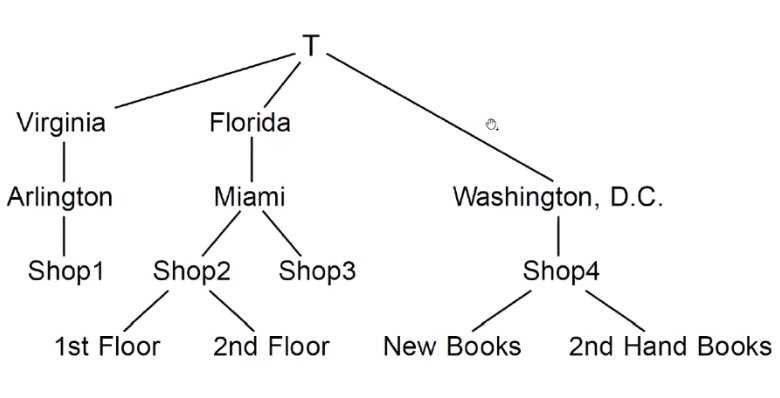 T
Virginia Florida
Arlington Miami Washington, D.C.
Shop1 Shop2 Shop3 Shop4
1st Floor 2nd Floor New Books 2nd Hand Books